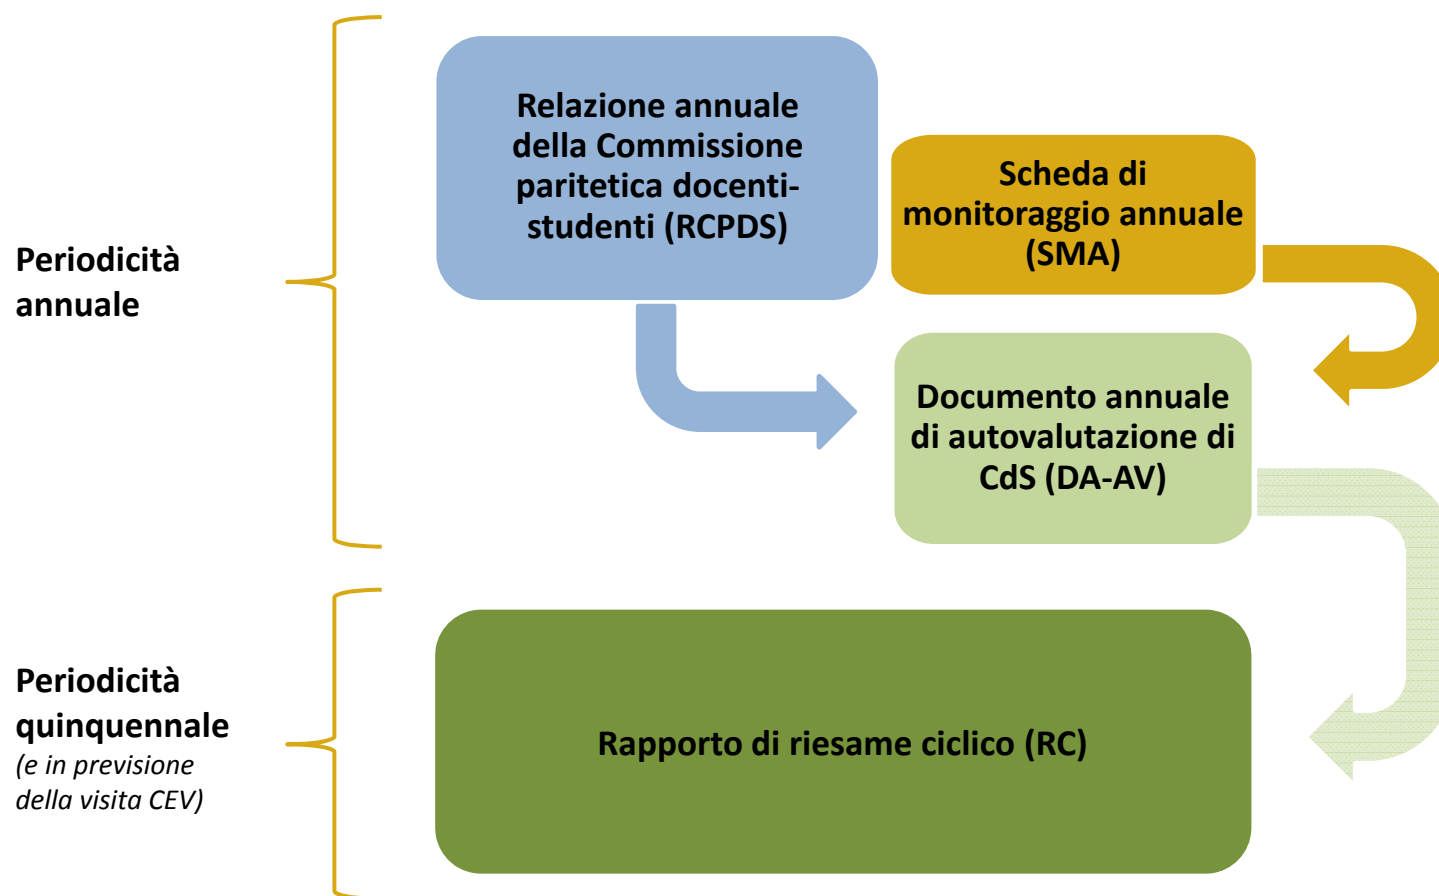 Periodicità
annuale
Relazione annuale
della Commissione
paritetica docenti-
studenti (RCPDS)
Scheda di
monitoraggio annuale
(SMA)
Documento annuale
di autovalutazione di
CdS (DA-AV)
Periodicità
quinquennale
(e in previsione
della visita CEV)
Rapporto di riesame ciclico (RC)